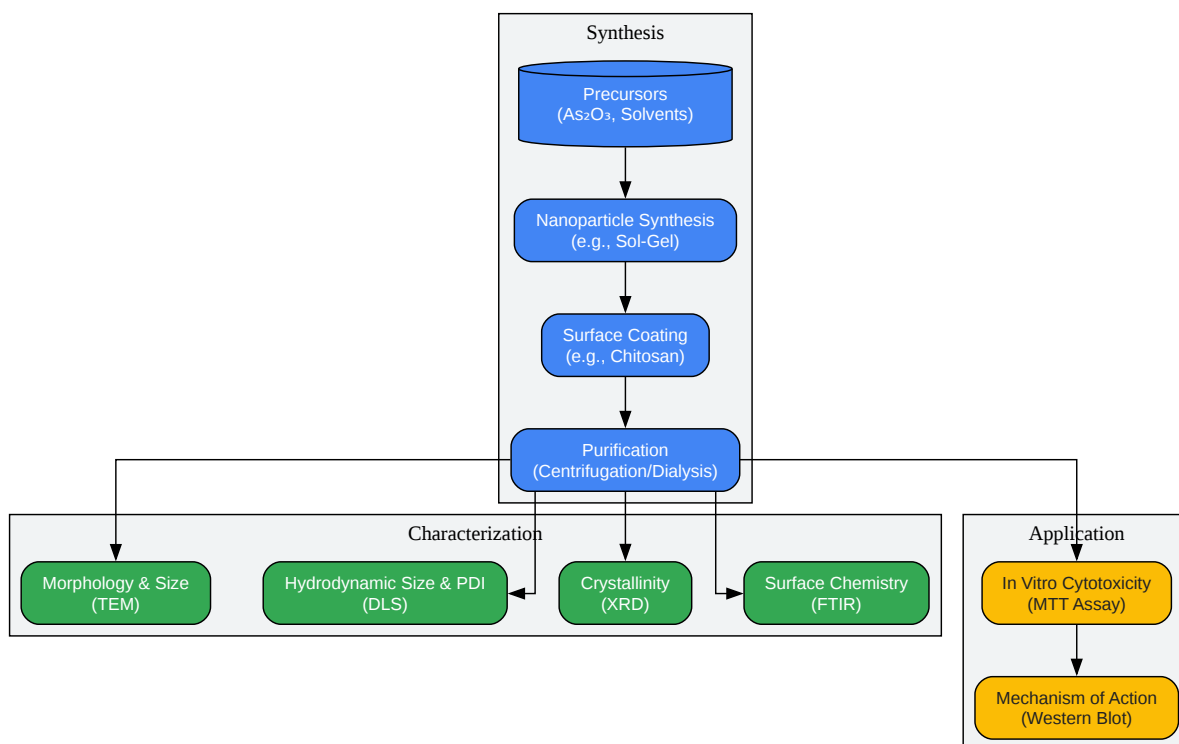 Synthesis
Precursors
(As₂O₃, Solvents)
Nanoparticle Synthesis
(e.g., Sol-Gel)
Surface Coating
(e.g., Chitosan)
Purification
(Centrifugation/Dialysis)
Characterization
Morphology & Size
(TEM)
Hydrodynamic Size & PDI
(DLS)
Crystallinity
(XRD)
Surface Chemistry
(FTIR)
Application
In Vitro Cytotoxicity
(MTT Assay)
Mechanism of Action
(Western Blot)